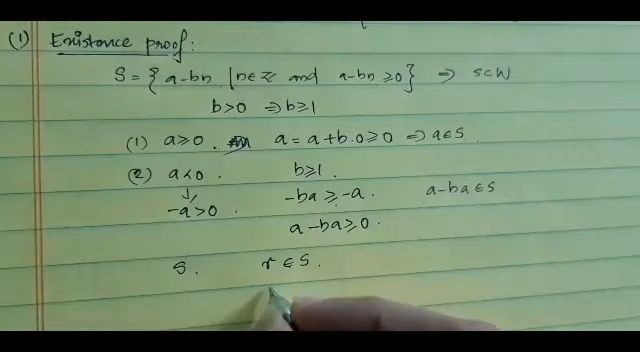 (1) Existance proof:
S = { a-bn | n∈ℤ and a-bn ≥0 } ⇒ S⊂W
b>0 ⇒ b≥1
(1) a≥0. a = a+b.0 ≥0 ⇒ a∈S.
(2) a<0. b≥1.
↓
-a>0. -ba ≥ -a. a-ba∈S
a-ba ≥0.
S. r∈S.